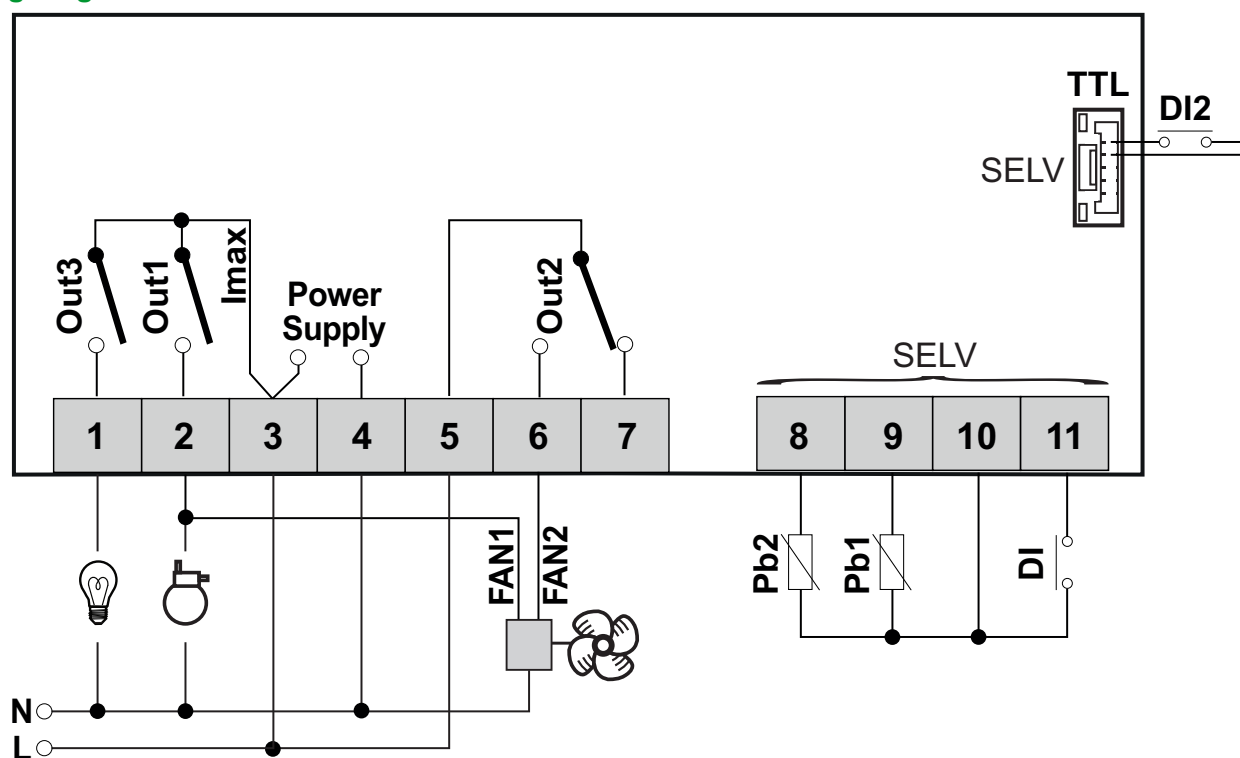 TTL
DI2
SELV
Out3
Out1
Imax
Power
Supply
Out2
SELV
1 2 3 4 5 6 7 8 9 10 11
FAN1
FAN2
Pb2
Pb1
DI
N
L